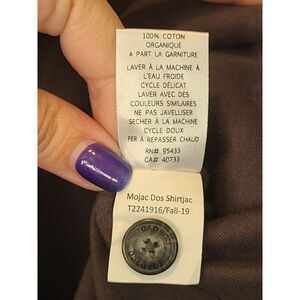 100% COTON
ORGANIQUE
A PART LA GARNITURE
LAVER À LA MACHINE À
L'EAU FROIDE
CYCLE DÉLICAT
LAVER AVEC DES
COULEURS SIMILAIRES
NE PAS JAVELLISER
SECHER À LA MACHINE
CYCLE DOUX
FER À REPASSER CHAUD
RN# 95433
CA# 40733
Mojac Dos Shirtjac
T2241916/Fall-19